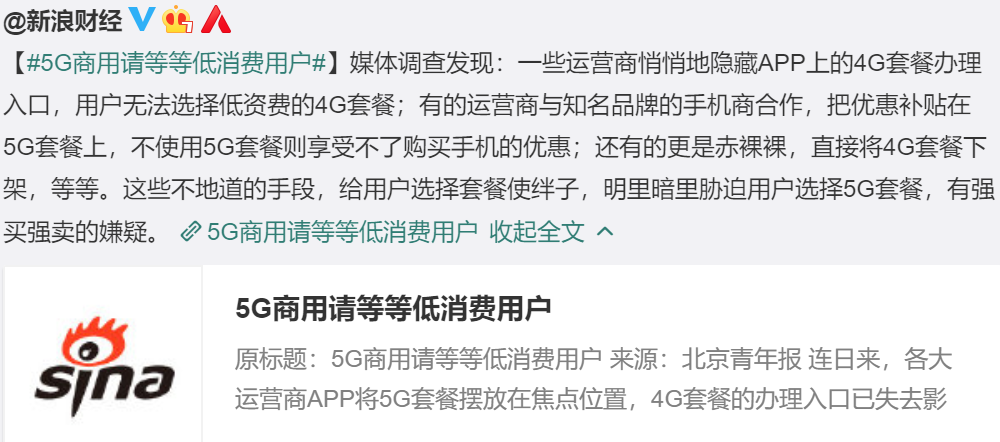 @新浪财经
【#5G商用请等等低消费用户#】媒体调查发现：一些运营商悄悄地隐藏APP上的4G套餐办理
入口，用户无法选择低资费的4G套餐；有的运营商与知名品牌的手机商合作，把优惠补贴在
5G套餐上，不使用5G套餐则享受不了购买手机的优惠；还有的更是赤裸裸，直接将4G套餐下
架，等等。这些不地道的手段，给用户选择套餐使绊子，明里暗里胁迫用户选择5G套餐，有强
买强卖的嫌疑。 5G商用请等等低消费用户 收起全文
5G商用请等等低消费用户
原标题：5G商用请等等低消费用户 来源：北京青年报 连日来，各大
运营商APP将5G套餐摆放在焦点位置，4G套餐的办理入口已失去影
sina